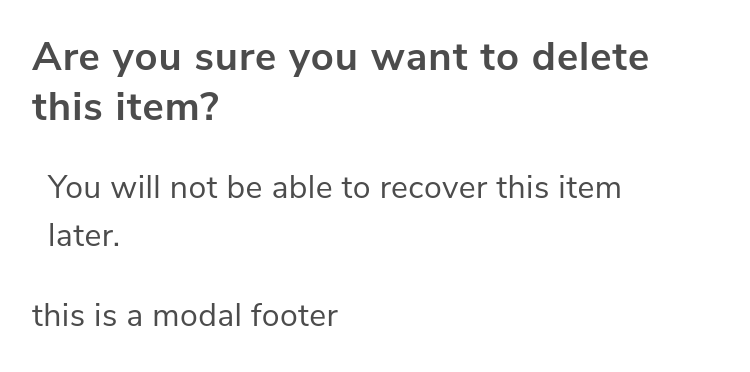 Are you sure you want to delete
this item?
You will not be able to recover this item
later.
this is a modal footer